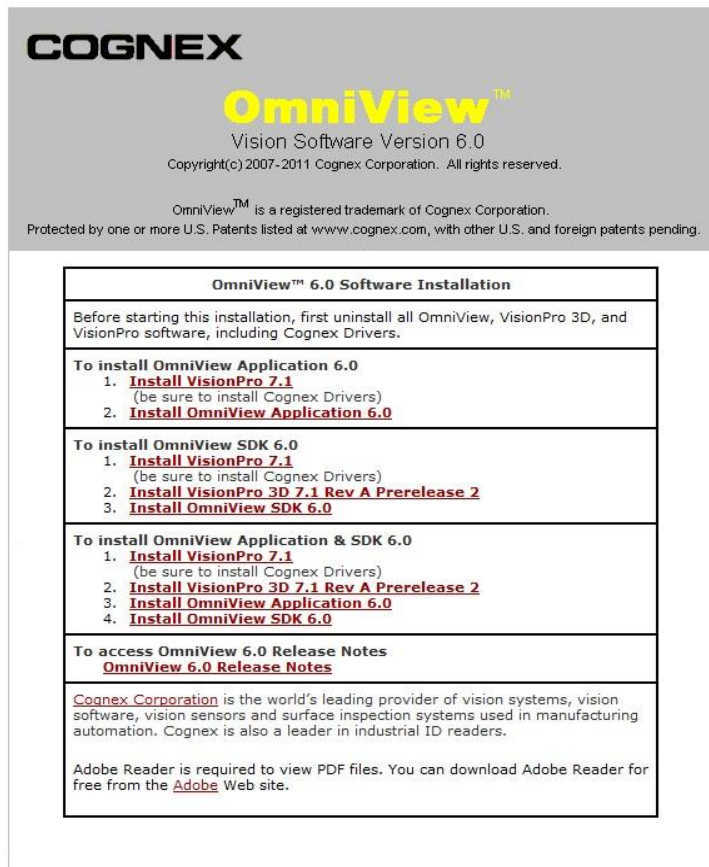 COGNEX
OmniView™
Vision Software Version 6.0
Copyright(c) 2007-2011 Cognex Corporation. All rights reserved.
OmniView™ is a registered trademark of Cognex Corporation.
Protected by one or more U.S. Patents listed at www.cognex.com, with other U.S. and foreign patents pending.
OmniView™ 6.0 Software Installation
Before starting this installation, first uninstall all OmniView, VisionPro 3D, and
VisionPro software, including Cognex Drivers.
To install OmniView Application 6.0
1. Install VisionPro 7.1
(be sure to install Cognex Drivers)
2. Install OmniView Application 6.0
To install OmniView SDK 6.0
1. Install VisionPro 7.1
(be sure to install Cognex Drivers)
2. Install VisionPro 3D 7.1 Rev A Prerelease 2
3. Install OmniView SDK 6.0
To install OmniView Application & SDK 6.0
1. Install VisionPro 7.1
(be sure to install Cognex Drivers)
2. Install VisionPro 3D 7.1 Rev A Prerelease 2
3. Install OmniView Application 6.0
4. Install OmniView SDK 6.0
To access OmniView 6.0 Release Notes
OmniView 6.0 Release Notes
Cognex Corporation is the world's leading provider of vision systems, vision
software, vision sensors and surface inspection systems used in manufacturing
automation. Cognex is also a leader in industrial ID readers.
Adobe Reader is required to view PDF files. You can download Adobe Reader for
free from the Adobe Web site.